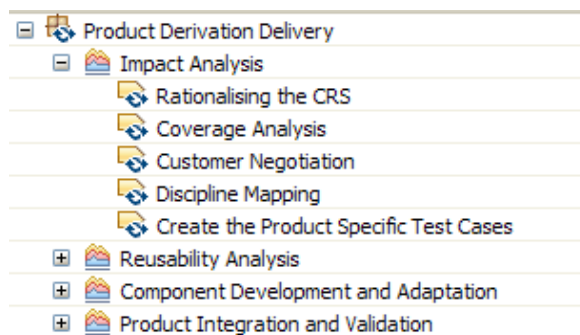 Product Derivation Delivery
Impact Analysis
Rationalising the CRS
Coverage Analysis
Customer Negotiation
Discipline Mapping
Create the Product Specific Test Cases
Reusability Analysis
Component Development and Adaptation
Product Integration and Validation